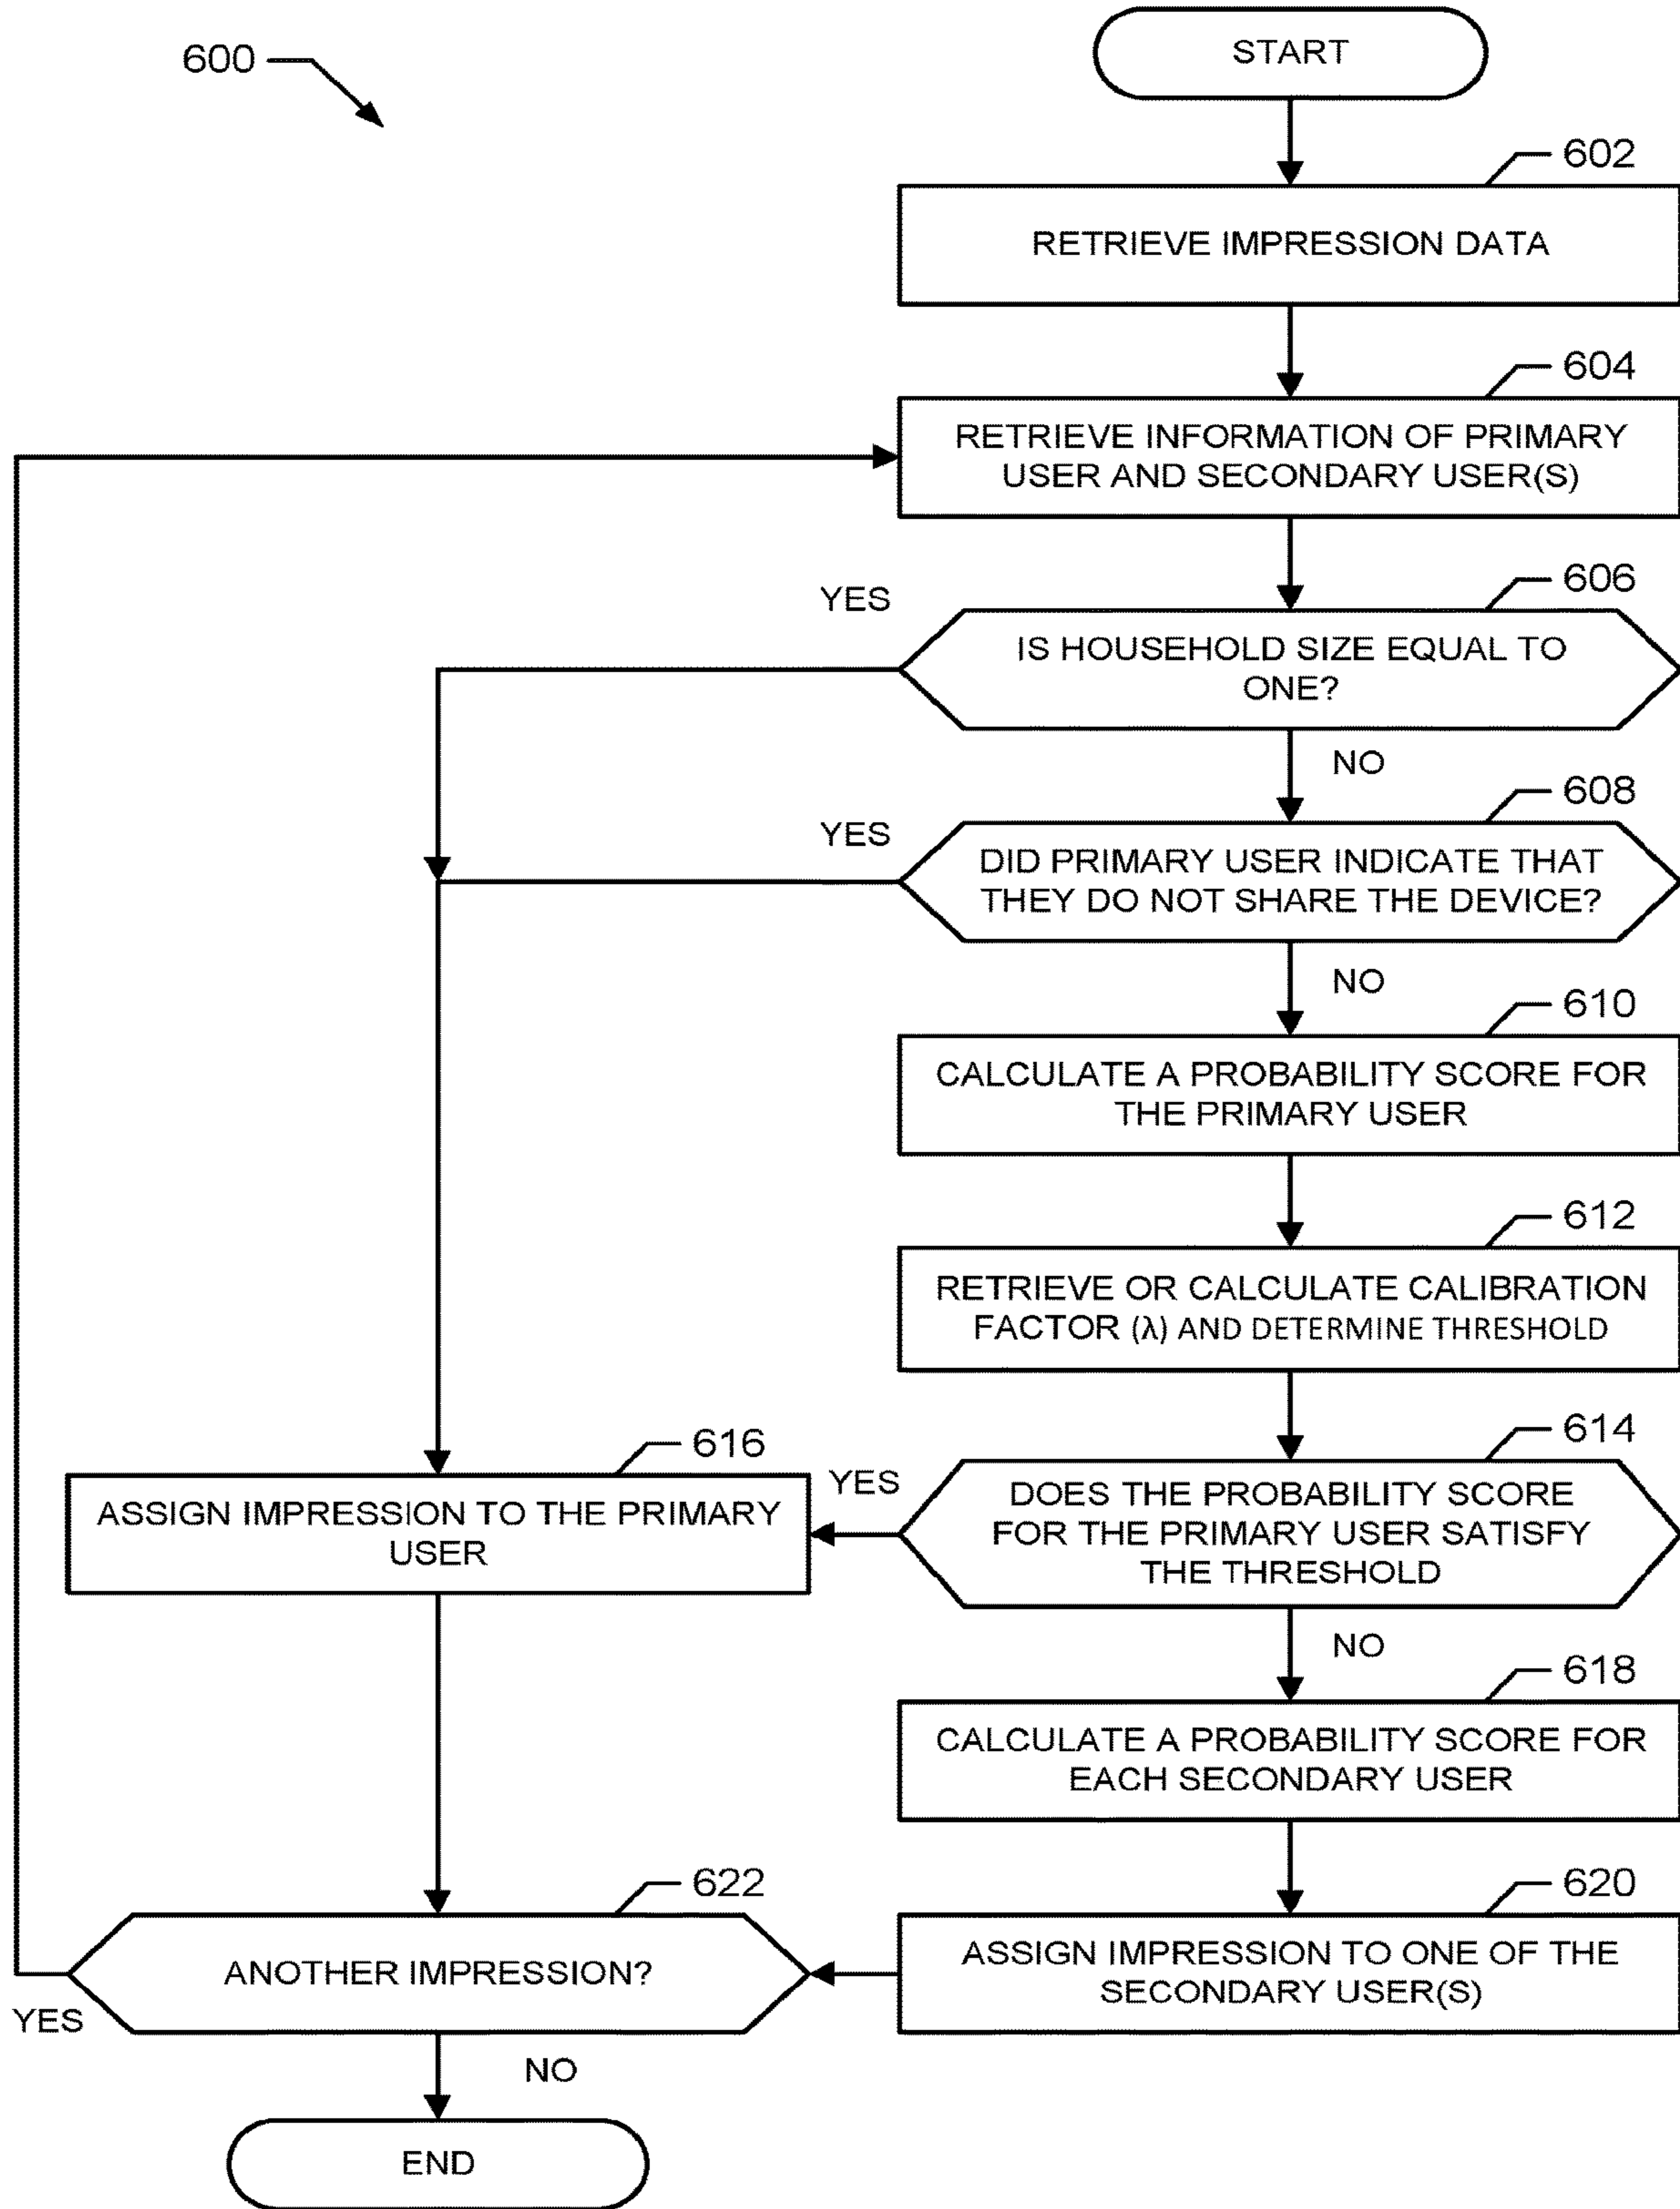 600
START
602
RETRIEVE IMPRESSION DATA
604
RETRIEVE INFORMATION OF PRIMARY
USER AND SECONDARY USER(S)
606
YES
IS HOUSEHOLD SIZE EQUAL TO
ONE?
NO
608
YES
DID PRIMARY USER INDICATE THAT
THEY DO NOT SHARE THE DEVICE?
NO
610
CALCULATE A PROBABILITY SCORE FOR
THE PRIMARY USER
612
RETRIEVE OR CALCULATE CALIBRATION
FACTOR (λ) AND DETERMINE THRESHOLD
614
616
YES
DOES THE PROBABILITY SCORE
FOR THE PRIMARY USER SATISFY
THE THRESHOLD
ASSIGN IMPRESSION TO THE PRIMARY
USER
NO
618
CALCULATE A PROBABILITY SCORE FOR
EACH SECONDARY USER
620
ASSIGN IMPRESSION TO ONE OF THE
SECONDARY USER(S)
622
ANOTHER IMPRESSION?
YES
NO
END